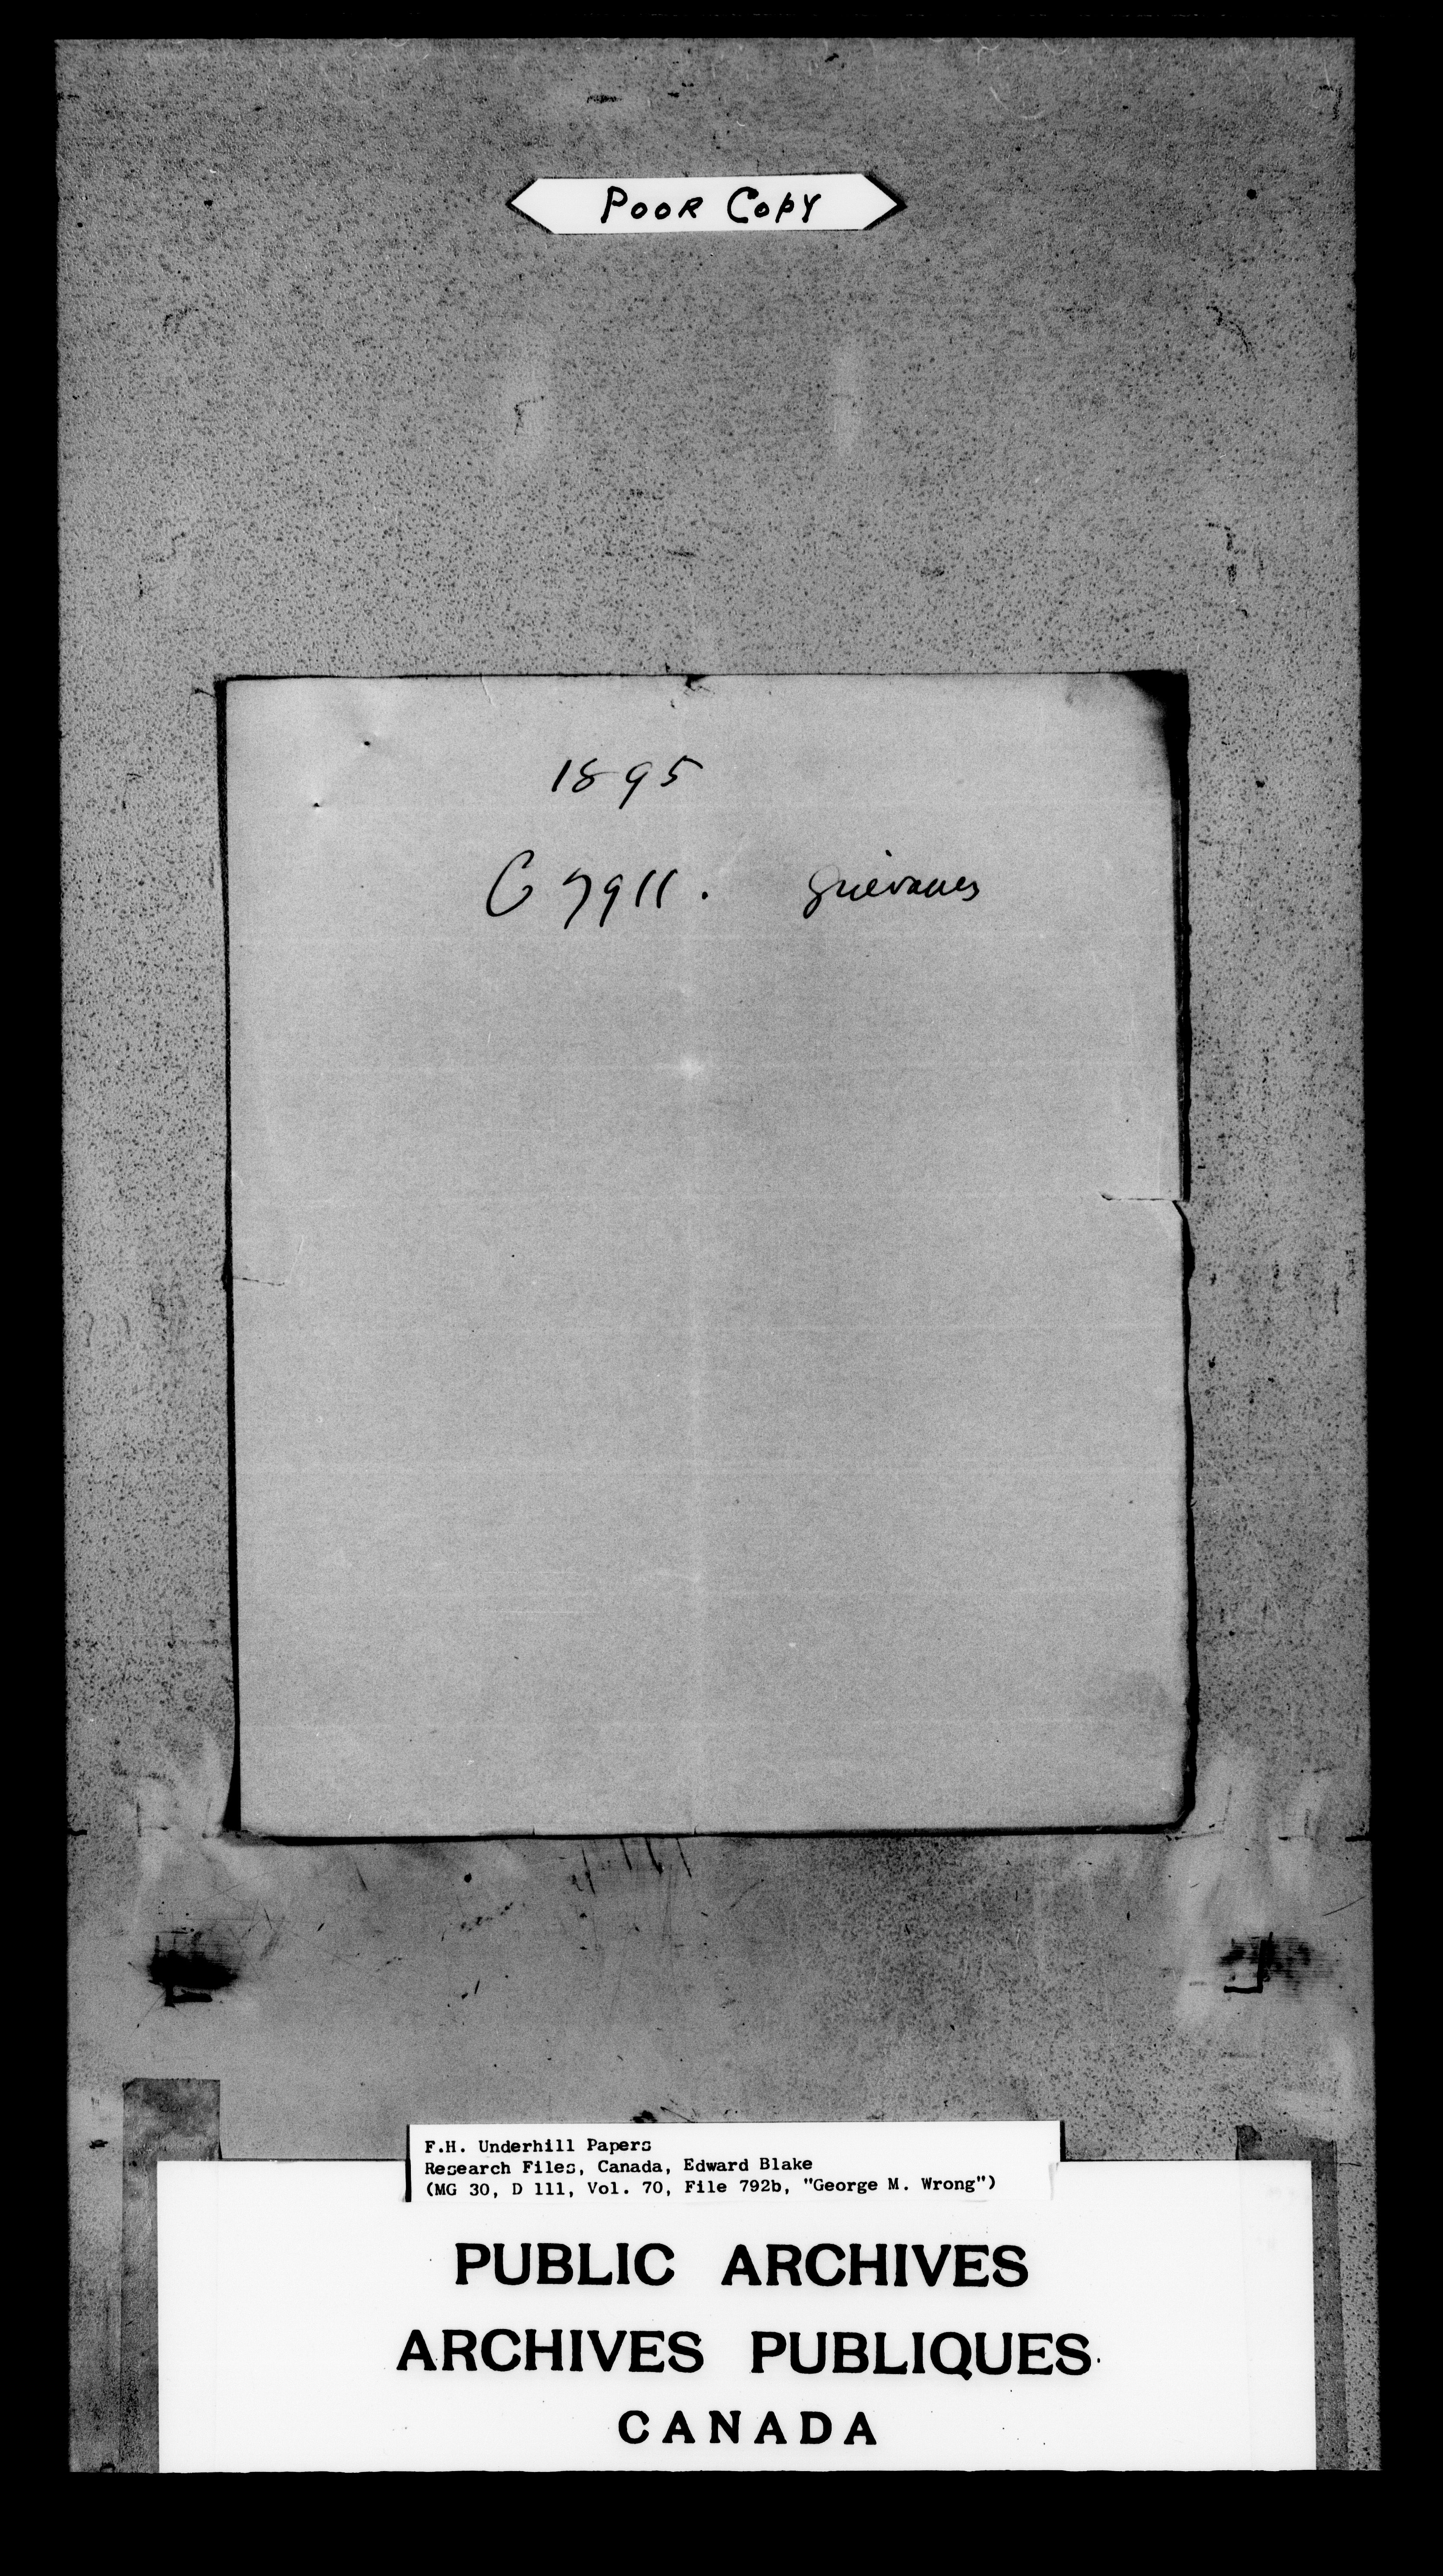 POOR COPY
1895
C 7911. grievances
F.H. Underhill Papers
Research Files, Canada, Edward Blake
(MG 30, D 111, Vol. 70, File 792b, "George M. Wrong")
PUBLIC ARCHIVES
ARCHIVES PUBLIQUES
CANADA